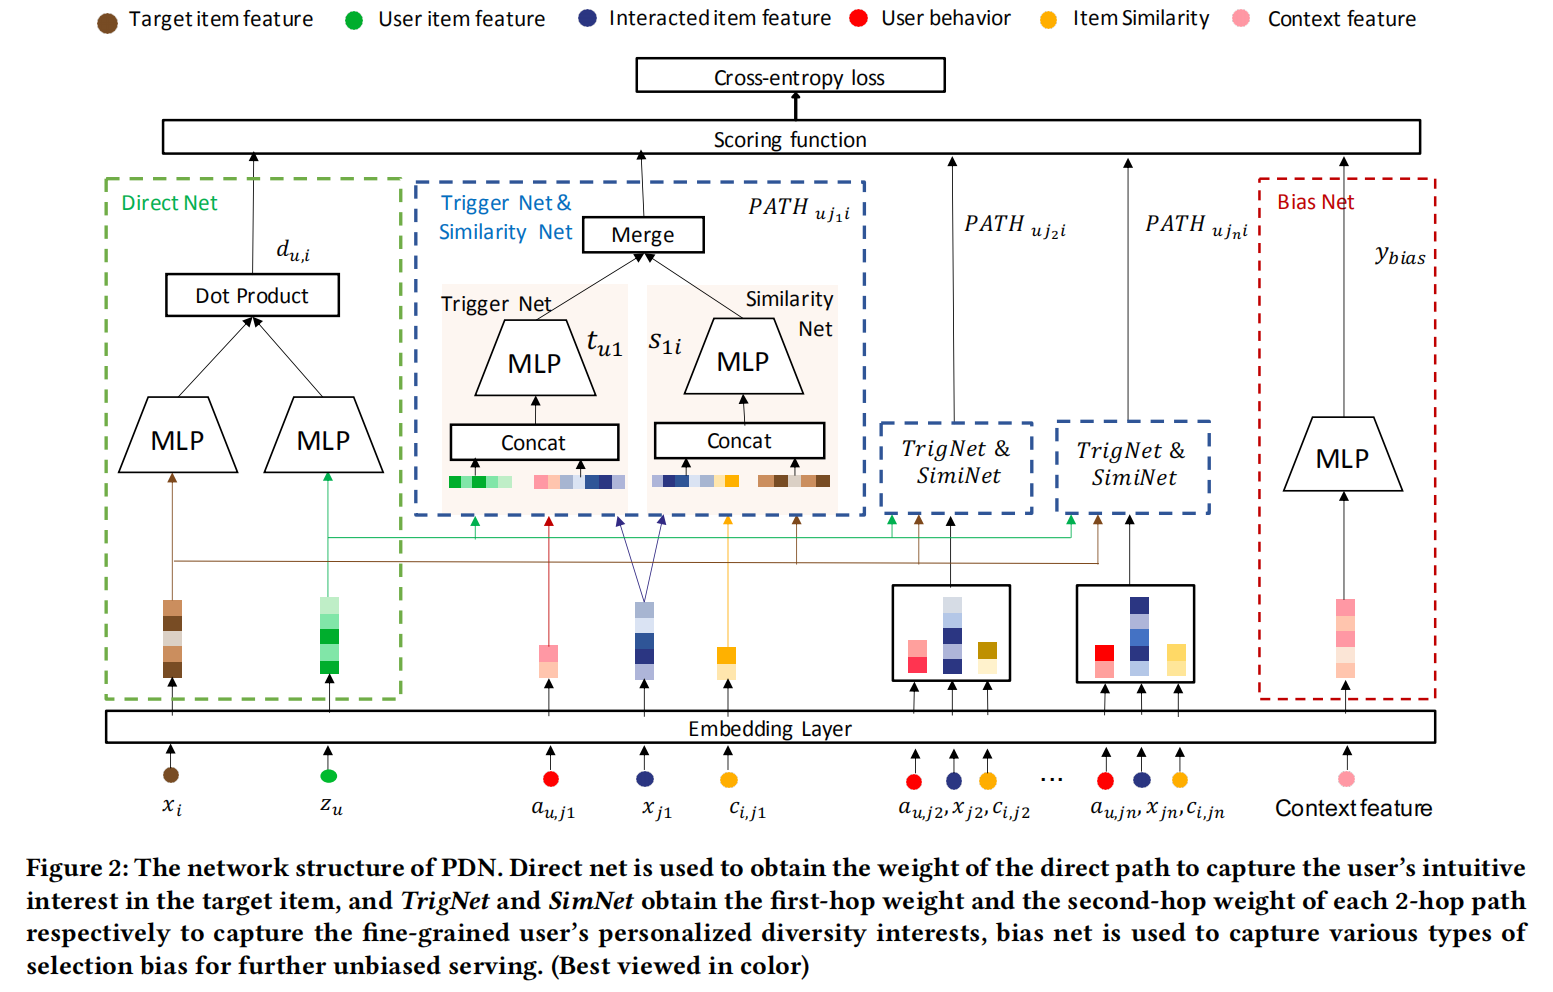 Target item feature
User item feature
Interacted item feature
User behavior
Item Similarity
Context feature
Cross-entropy loss
Scoring function
Direct Net
d_{u,i}
Dot Product
MLP
MLP
Trigger Net &
Similarity Net
PATH_{uj_1i}
Merge
Trigger Net
MLP
t_{u1}
Concat
Similarity
Net
s_{1i}
MLP
Concat
PATH_{uj_2i}
TrigNet &
SimiNet
PATH_{uj_ni}
TrigNet &
SimiNet
Bias Net
y_{bias}
MLP
Embedding Layer
x_i
z_u
a_{u,j1}
x_{j1}
c_{i,j1}
a_{u,j2}, x_{j2}, c_{i,j2}
...
a_{u,jn}, x_{jn}, c_{i,jn}
Context feature
Figure 2: The network structure of PDN. Direct net is used to obtain the weight of the direct path to capture the user's intuitive
interest in the target item, and TrigNet and SimNet obtain the first-hop weight and the second-hop weight of each 2-hop path
respectively to capture the fine-grained user's personalized diversity interests, bias net is used to capture various types of
selection bias for further unbiased serving. (Best viewed in color)